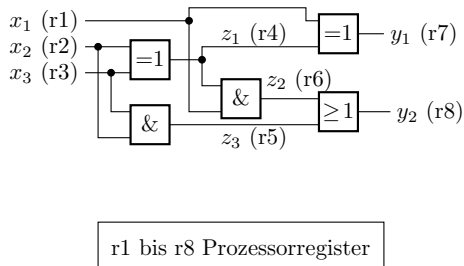 x₁ (r1)
x₂ (r2)
x₃ (r3)
=1
&
z₁ (r4)
&
z₂ (r6)
z₃ (r5)
=1
≥1
y₁ (r7)
y₂ (r8)
r1 bis r8 Prozessorregister